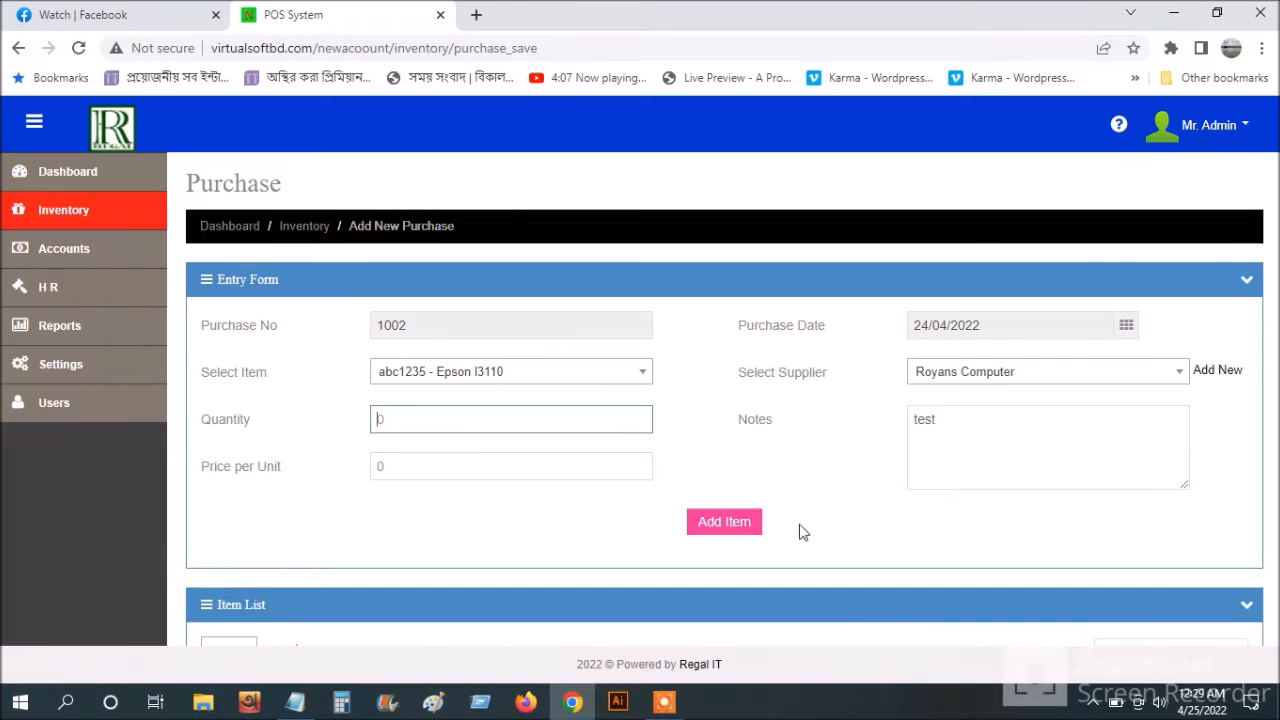 Watch | Facebook
POS System
Not secure
virtualsoftbd.com/newacoount/inventory/purchase_save
Bookmarks
প্রয়োজনীয় সব ইন্টা...
অস্থির করা প্রিমিয়ান...
সময় সংবাদ | বিকাল...
4:07 Now playing...
Live Preview - A Pro...
Karma - Wordpress...
Karma - Wordpress...
»
Other bookmarks
R
REGAL
Mr. Admin
Dashboard
Inventory
Accounts
H R
Reports
Settings
Users
Purchase
Dashboard / Inventory / Add New Purchase
Entry Form
Purchase No
1002
Purchase Date
24/04/2022
Select Item
abc1235 - Epson l3110
Select Supplier
Royans Computer
Add New
Quantity
0
Notes
test
Price per Unit
0
Add Item
Item List
2022 © Powered by Regal IT
Screen Recorder
12:29 AM
4/25/2022
Ai